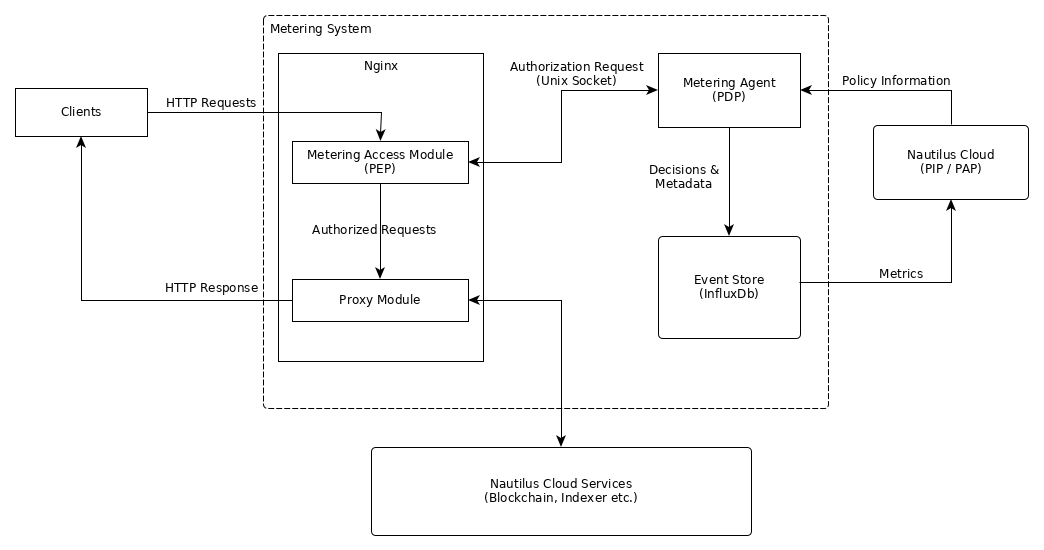 Metering System
Nginx
Authorization Request
(Unix Socket)
Metering Agent
(PDP)
Policy Information
Clients
HTTP Requests
Metering Access Module
(PEP)
Nautilus Cloud
(PIP / PAP)
Decisions &
Metadata
Authorized Requests
HTTP Response
Proxy Module
Event Store
(InfluxDb)
Metrics
Nautilus Cloud Services
(Blockchain, Indexer etc.)